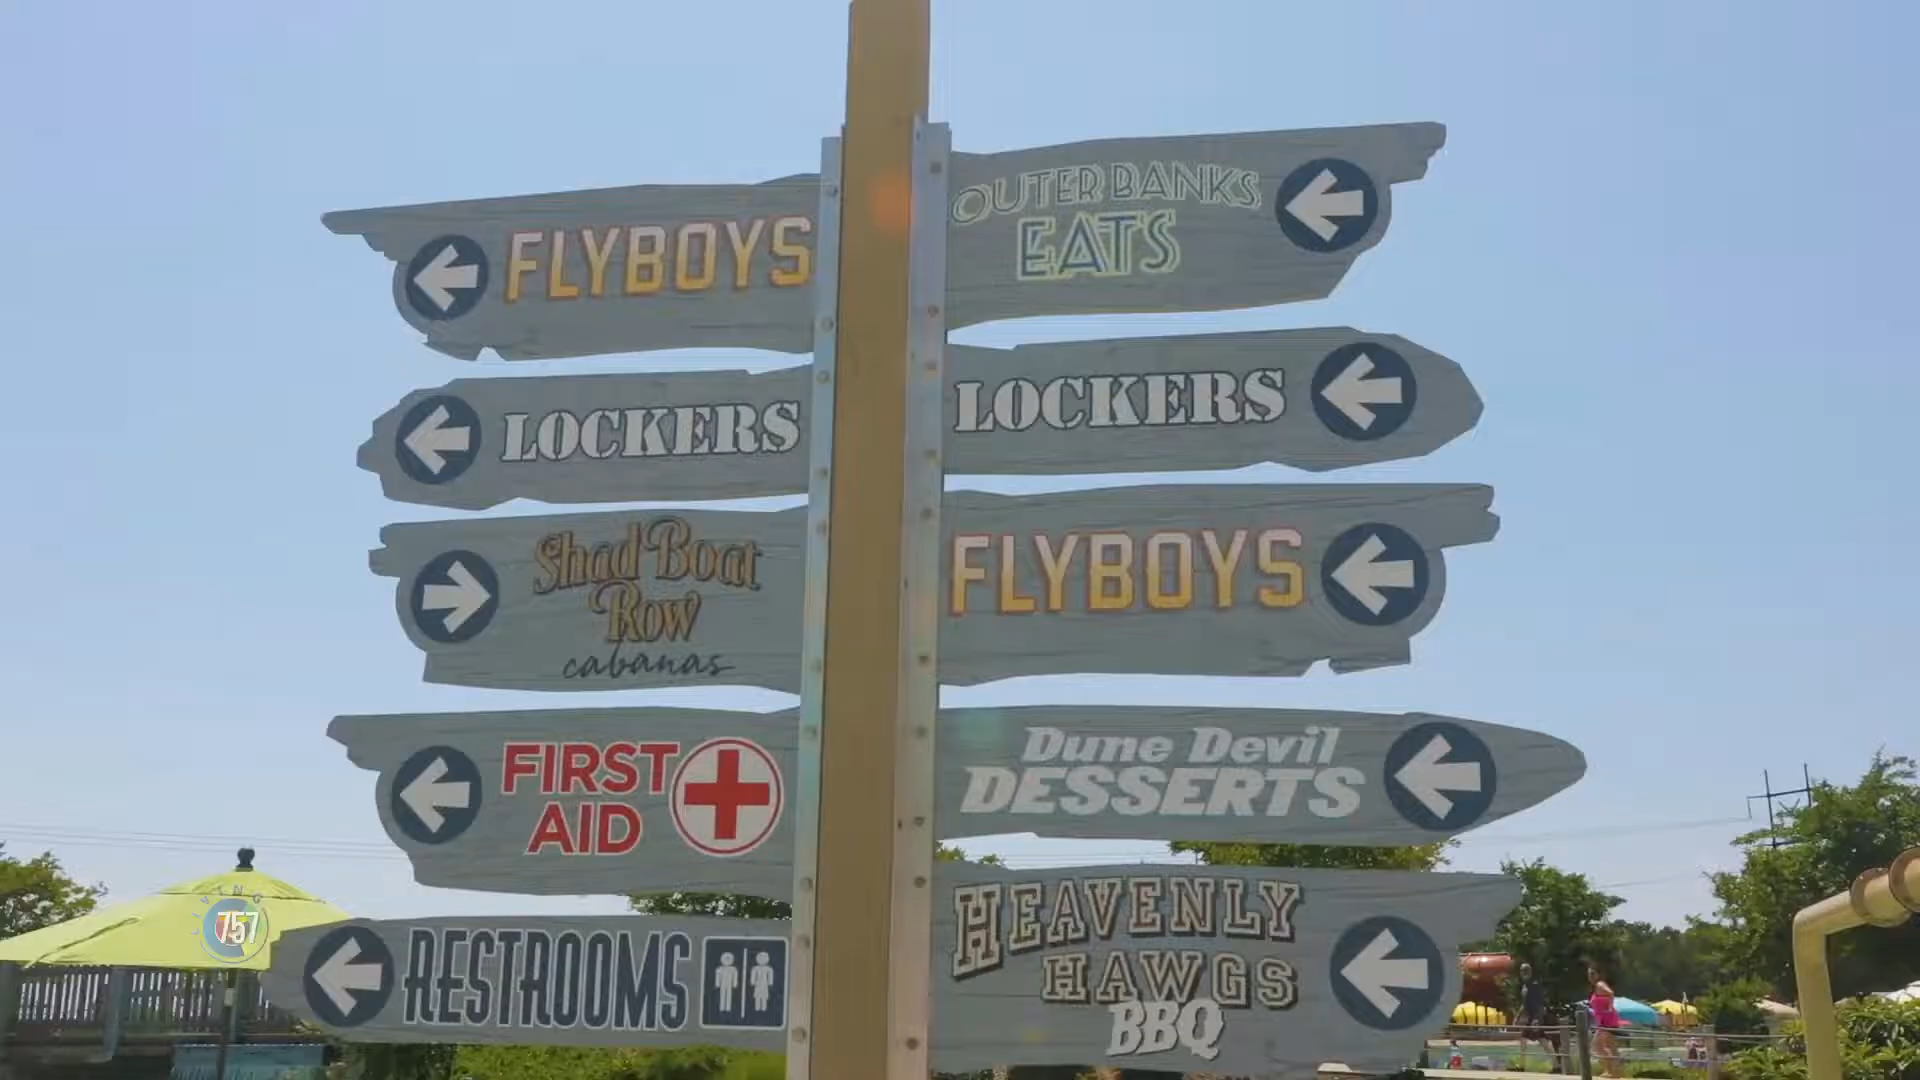 FLYBOYS
LOCKERS
Shad Boat
Row
cabanas
FIRST
AID
RESTROOMS
OUTER BANKS
EATS
LOCKERS
FLYBOYS
Dune Devil
DESSERTS
HEAVENLY
HAWGS
BBQ
LIVING
757